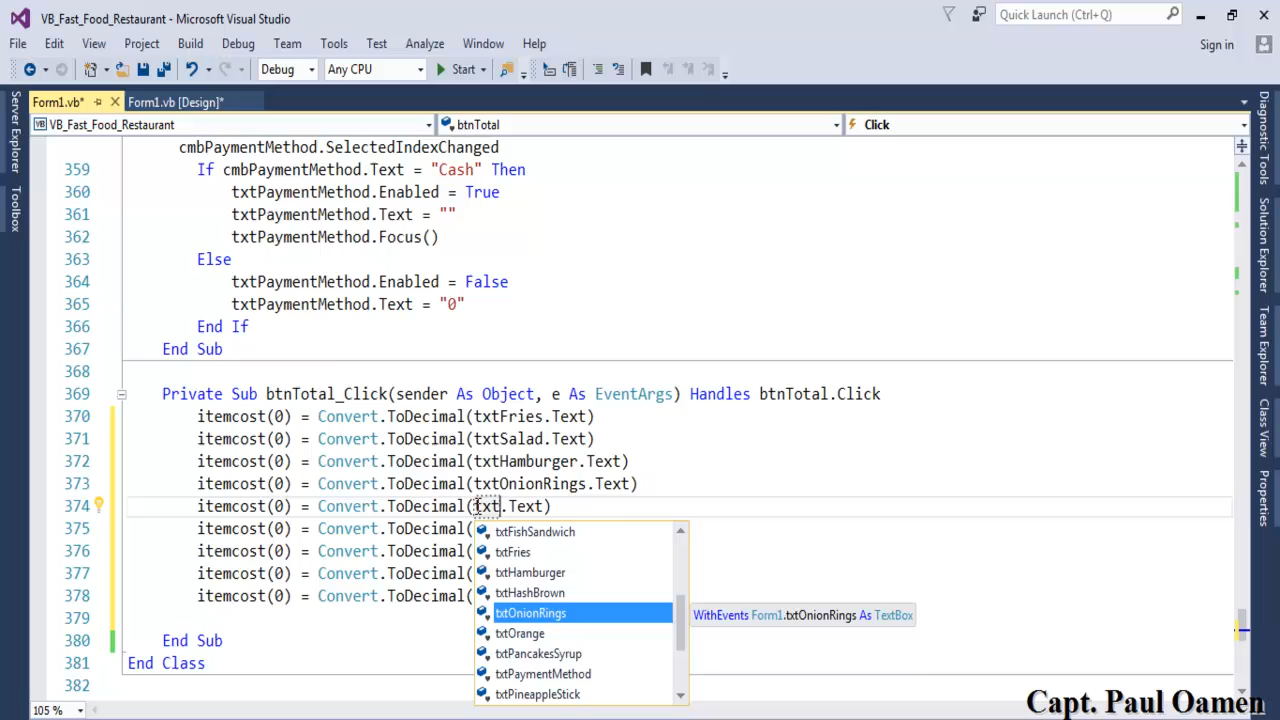 VB_Fast_Food_Restaurant - Microsoft Visual Studio
Quick Launch (Ctrl+Q)
File Edit View Project Build Debug Team Tools Test Analyze Window Help
Sign in
Debug Any CPU Start
Form1.vb* Form1.vb [Design]*
VB_Fast_Food_Restaurant btnTotal Click
Server Explorer
Toolbox
Diagnostic Tools
Solution Explorer
Team Explorer
Class View
Properties
cmbPaymentMethod.SelectedIndexChanged
359 If cmbPaymentMethod.Text = "Cash" Then
360 txtPaymentMethod.Enabled = True
361 txtPaymentMethod.Text = ""
362 txtPaymentMethod.Focus()
363 Else
364 txtPaymentMethod.Enabled = False
365 txtPaymentMethod.Text = "0"
366 End If
367 End Sub
368
369 Private Sub btnTotal_Click(sender As Object, e As EventArgs) Handles btnTotal.Click
370 itemcost(0) = Convert.ToDecimal(txtFries.Text)
371 itemcost(0) = Convert.ToDecimal(txtSalad.Text)
372 itemcost(0) = Convert.ToDecimal(txtHamburger.Text)
373 itemcost(0) = Convert.ToDecimal(txtOnionRings.Text)
374 itemcost(0) = Convert.ToDecimal(txt.Text)
375 itemcost(0) = Convert.ToDecimal(
376 itemcost(0) = Convert.ToDecimal(
377 itemcost(0) = Convert.ToDecimal(
378 itemcost(0) = Convert.ToDecimal(
379
380 End Sub
381 End Class
382
txtFishSandwich
txtFries
txtHamburger
txtHashBrown
txtOnionRings
txtOrange
txtPancakesSyrup
txtPaymentMethod
txtPineappleStick
WithEvents Form1.txtOnionRings As TextBox
105 %
Capt. Paul Oamen